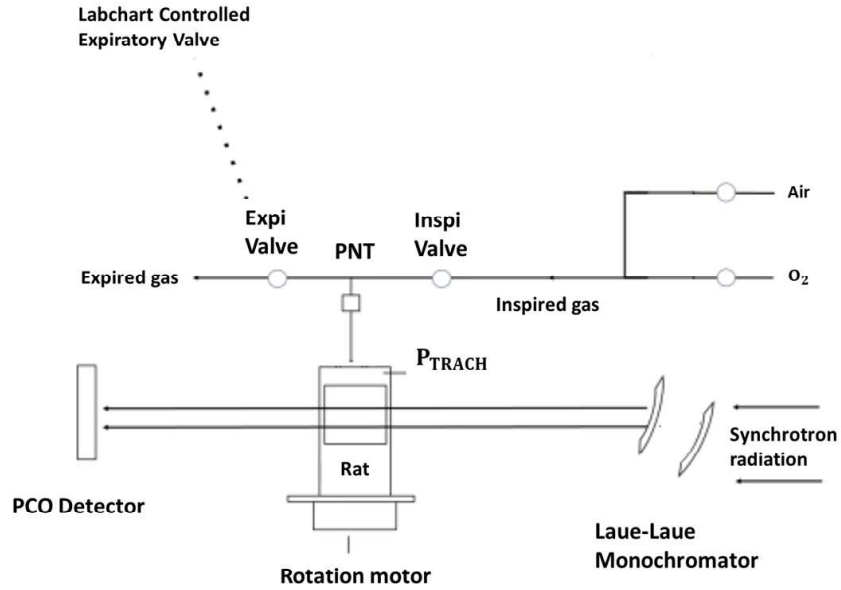 Labchart Controlled
Expiratory Valve
Air
Expi
Valve
PNT
Inspi
Valve
Expired gas
O₂
Inspired gas
P_TRACH
Synchrotron
radiation
Rat
PCO Detector
Laue-Laue
Monochromator
Rotation motor